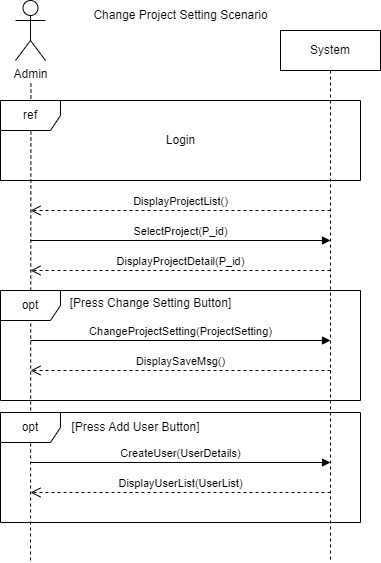 Change Project Setting Scenario
System
Admin
ref
Login
DisplayProjectList()
SelectProject(P_id)
DisplayProjectDetail(P_id)
opt [Press Change Setting Button]
ChangeProjectSetting(ProjectSetting)
DisplaySaveMsg()
opt [Press Add User Button]
CreateUser(UserDetails)
DisplayUserList(UserList)